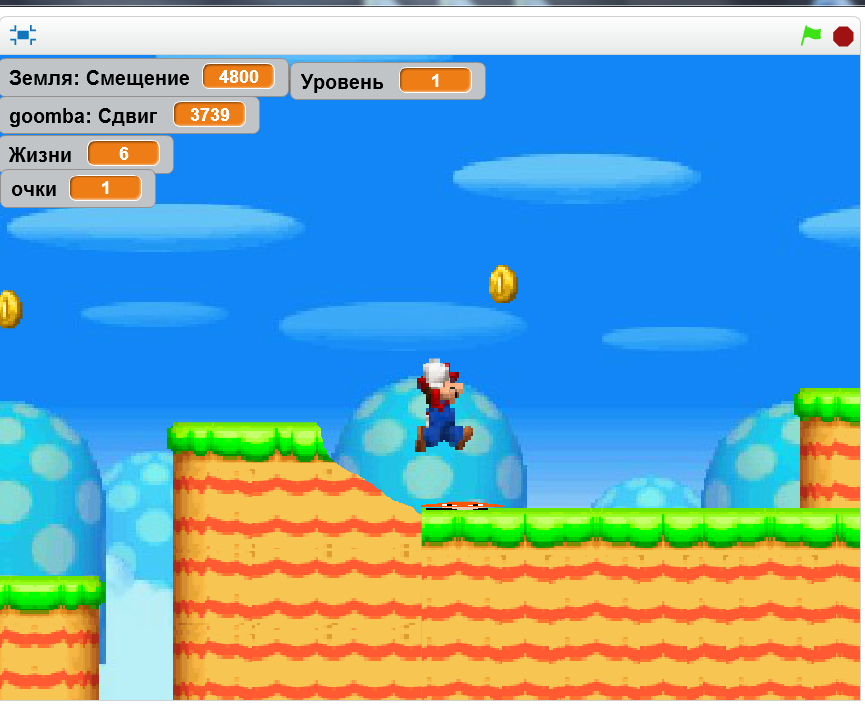 Земля: Смещение 4800
Уровень 1
goomba: Сдвиг 3739
Жизни 6
очки 1